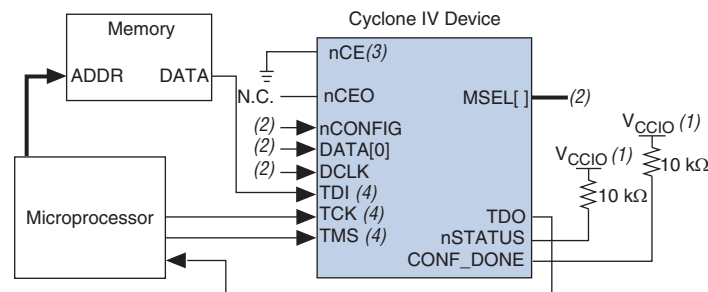 Cyclone IV Device
Memory
ADDR DATA
nCE(3)
N.C. nCEO
MSEL[ ] (2)
(2) nCONFIG
(2) DATA[0]
(2) DCLK
TDI (4)
Microprocessor
TCK (4)
TMS (4)
TDO
nSTATUS
CONF_DONE
VCCIO (1)
10 kΩ
VCCIO (1)
10 kΩ